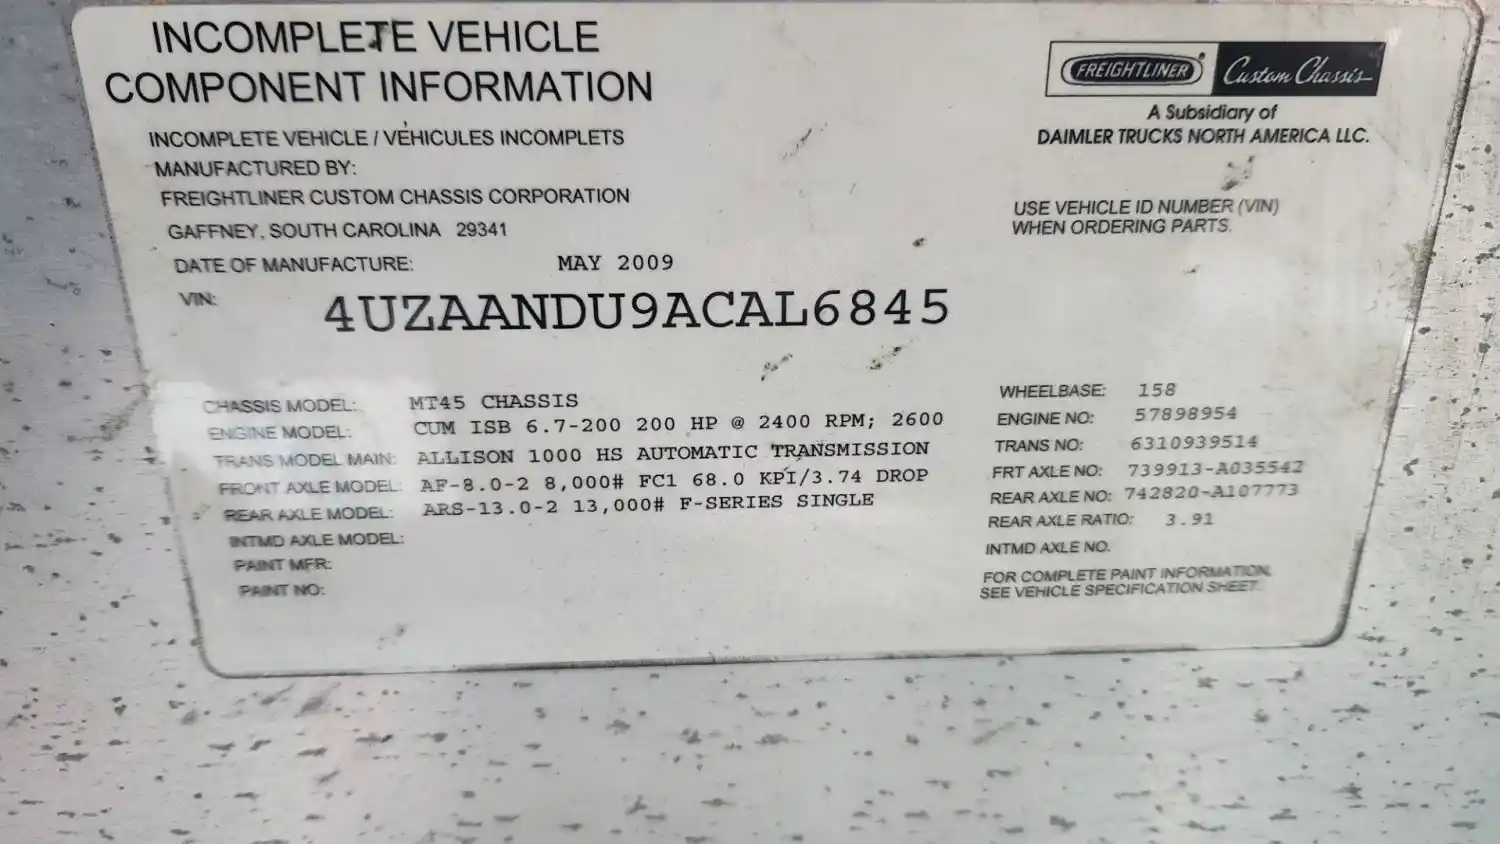 INCOMPLETE VEHICLE
COMPONENT INFORMATION
FREIGHTLINER Custom Chassis
A Subsidiary of
DAIMLER TRUCKS NORTH AMERICA LLC.
INCOMPLETE VEHICLE / VÉHICULES INCOMPLETS
MANUFACTURED BY:
FREIGHTLINER CUSTOM CHASSIS CORPORATION
GAFFNEY, SOUTH CAROLINA 29341
USE VEHICLE ID NUMBER (VIN)
WHEN ORDERING PARTS.
DATE OF MANUFACTURE: MAY 2009
VIN: 4UZAANDU9ACAL6845
CHASSIS MODEL: MT45 CHASSIS
ENGINE MODEL: CUM ISB 6.7-200 200 HP @ 2400 RPM; 2600
TRANS MODEL MAIN: ALLISON 1000 HS AUTOMATIC TRANSMISSION
FRONT AXLE MODEL: AF-8.0-2 8,000# FC1 68.0 KPI/3.74 DROP
REAR AXLE MODEL: ARS-13.0-2 13,000# F-SERIES SINGLE
INTMD AXLE MODEL:
PAINT MFR:
PAINT NO:
WHEELBASE: 158
ENGINE NO: 57898954
TRANS NO: 6310939514
FRT AXLE NO: 739913-A035542
REAR AXLE NO: 742820-A107773
REAR AXLE RATIO: 3.91
INTMD AXLE NO.
FOR COMPLETE PAINT INFORMATION,
SEE VEHICLE SPECIFICATION SHEET.